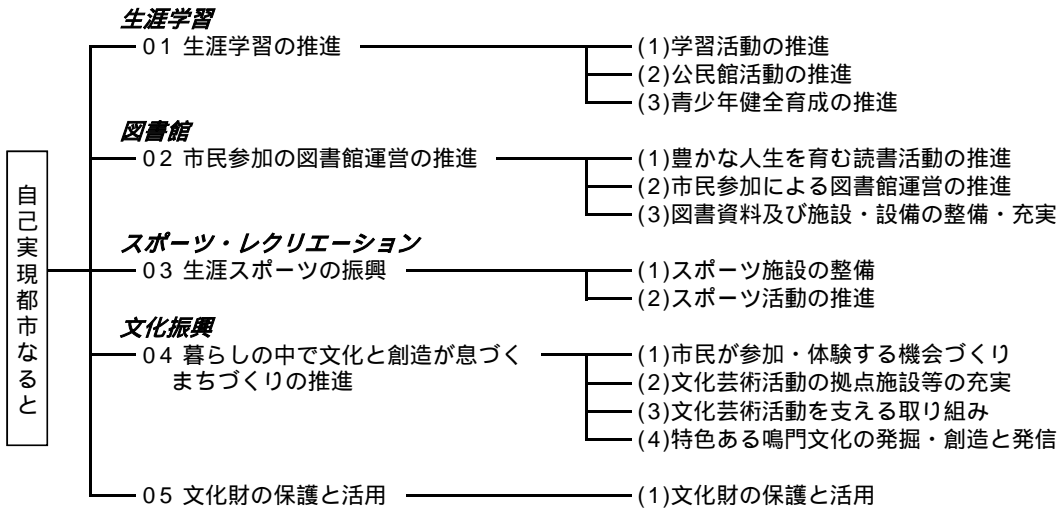 自己実現都市なると
生涯学習
01 生涯学習の推進
(1)学習活動の推進
(2)公民館活動の推進
(3)青少年健全育成の推進
図書館
02 市民参加の図書館運営の推進
(1)豊かな人生を育む読書活動の推進
(2)市民参加による図書館運営の推進
(3)図書資料及び施設・設備の整備・充実
スポーツ・レクリエーション
03 生涯スポーツの振興
(1)スポーツ施設の整備
(2)スポーツ活動の推進
文化振興
04 暮らしの中で文化と創造が息づく
まちづくりの推進
(1)市民が参加・体験する機会づくり
(2)文化芸術活動の拠点施設等の充実
(3)文化芸術活動を支える取り組み
(4)特色ある鳴門文化の発掘・創造と発信
05 文化財の保護と活用
(1)文化財の保護と活用